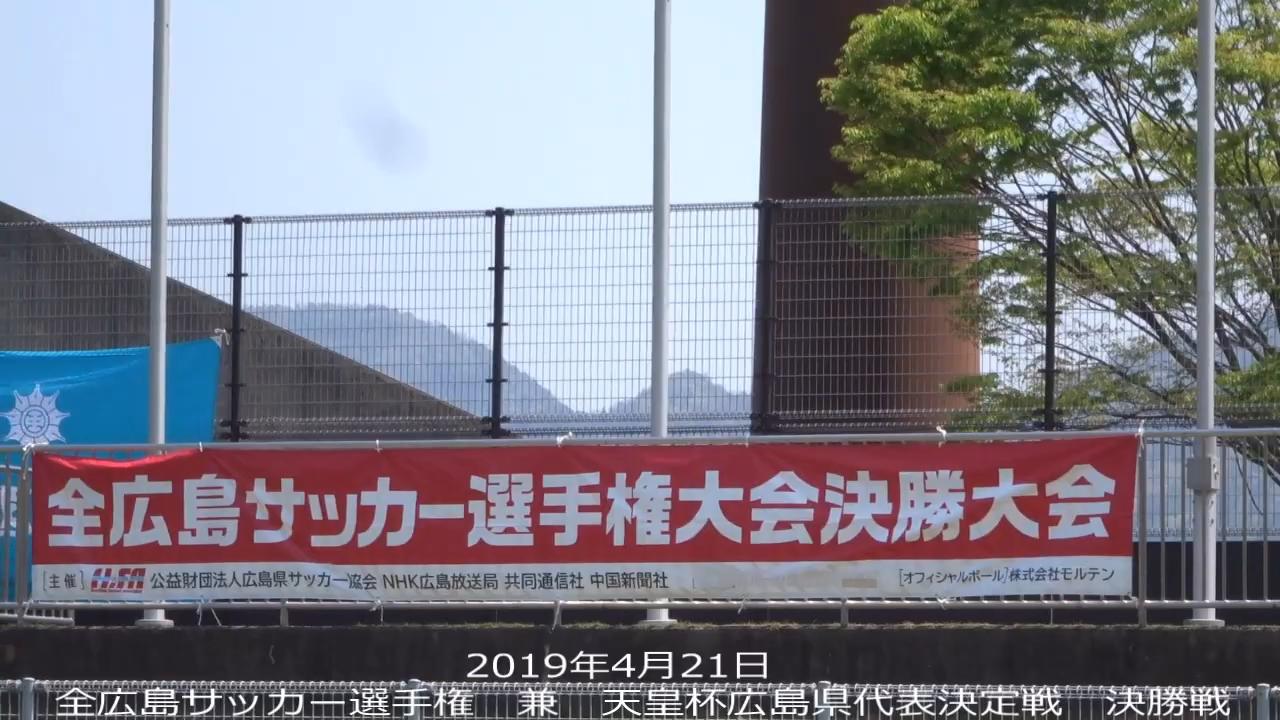 全広島サッカー選手権大会決勝大会
[主催] HiFA 公益財団法人広島県サッカー協会 NHK広島放送局 共同通信社 中国新聞社 [オフィシャルボール]株式会社モルテン
2019年4月21日
全広島サッカー選手権　兼　天皇杯広島県代表決定戦　決勝戦